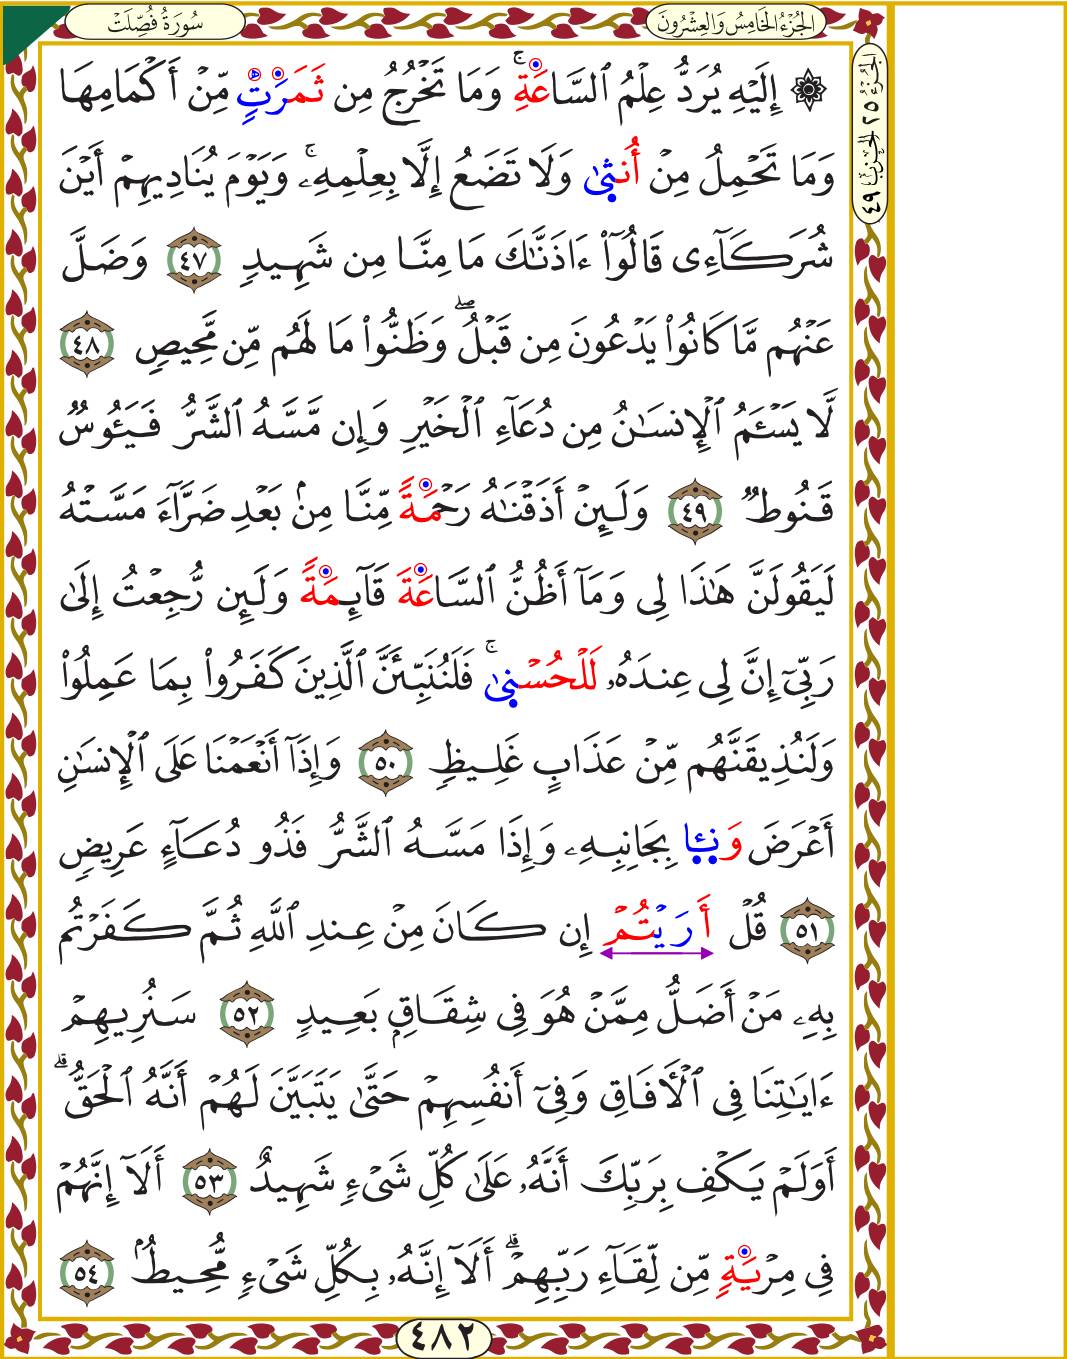 سُورَةُ فُصِّلَتْ
الجُزْءُ الخَامِسُ وَالعِشْرُونَ
الجُزْءُ ٢٥ الحِزْبُ ٤٩
۞ إِلَيْهِ يُرَدُّ عِلْمُ ٱلسَّاعَةِۚ وَمَا تَخْرُجُ مِن ثَمَرَٰتٖ مِّنْ أَكْمَامِهَا
وَمَا تَحْمِلُ مِنْ أُنثَىٰ وَلَا تَضَعُ إِلَّا بِعِلْمِهِۦۚ وَيَوْمَ يُنَادِيهِمْ أَيْنَ
شُرَكَآءِى قَالُوٓاْ ءَاذَنَّٰكَ مَا مِنَّا مِن شَهِيدٖ ٤٧ وَضَلَّ
عَنْهُم مَّا كَانُواْ يَدْعُونَ مِن قَبْلُۖ وَظَنُّواْ مَا لَهُم مِّن مَّحِيصٖ ٤٨
لَّا يَسْـَٔمُ ٱلْإِنسَٰنُ مِن دُعَآءِ ٱلْخَيْرِ وَإِن مَّسَّهُ ٱلشَّرُّ فَيَـُٔوسٞ
قَنُوطٞ ٤٩ وَلَئِنْ أَذَقْنَٰهُ رَحْمَةٗ مِّنَّا مِنۢ بَعْدِ ضَرَّآءَ مَسَّتْهُ
لَيَقُولَنَّ هَٰذَا لِى وَمَآ أَظُنُّ ٱلسَّاعَةَ قَآئِمَةٗ وَلَئِن رُّجِعْتُ إِلَىٰ
رَبِّىٓ إِنَّ لِى عِندَهُۥ لَلْحُسْنَىٰۚ فَلَنُنَبِّئَنَّ ٱلَّذِينَ كَفَرُواْ بِمَا عَمِلُواْ
وَلَنُذِيقَنَّهُم مِّنْ عَذَابٍ غَلِيظٖ ٥٠ وَإِذَآ أَنْعَمْنَا عَلَى ٱلْإِنسَٰنِ
أَعْرَضَ وَنَـَٔا بِجَانِبِهِۦ وَإِذَا مَسَّهُ ٱلشَّرُّ فَذُو دُعَآءٍ عَرِيضٖ
٥١ قُلْ أَرَيْتُمْ إِن كَانَ مِنْ عِندِ ٱللَّهِ ثُمَّ كَفَرْتُم
بِهِۦ مَنْ أَضَلُّ مِمَّنْ هُوَ فِى شِقَاقِۭ بَعِيدٖ ٥٢ سَنُرِيهِمْ
ءَايَٰتِنَا فِى ٱلْأٓفَاقِ وَفِىٓ أَنفُسِهِمْ حَتَّىٰ يَتَبَيَّنَ لَهُمْ أَنَّهُ ٱلْحَقُّۗ
أَوَلَمْ يَكْفِ بِرَبِّكَ أَنَّهُۥ عَلَىٰ كُلِّ شَىْءٖ شَهِيدٌ ٥٣ أَلَآ إِنَّهُمْ
فِى مِرْيَةٖ مِّن لِّقَآءِ رَبِّهِمْۗ أَلَآ إِنَّهُۥ بِكُلِّ شَىْءٖ مُّحِيطُۢ ٥٤
٤٨٢